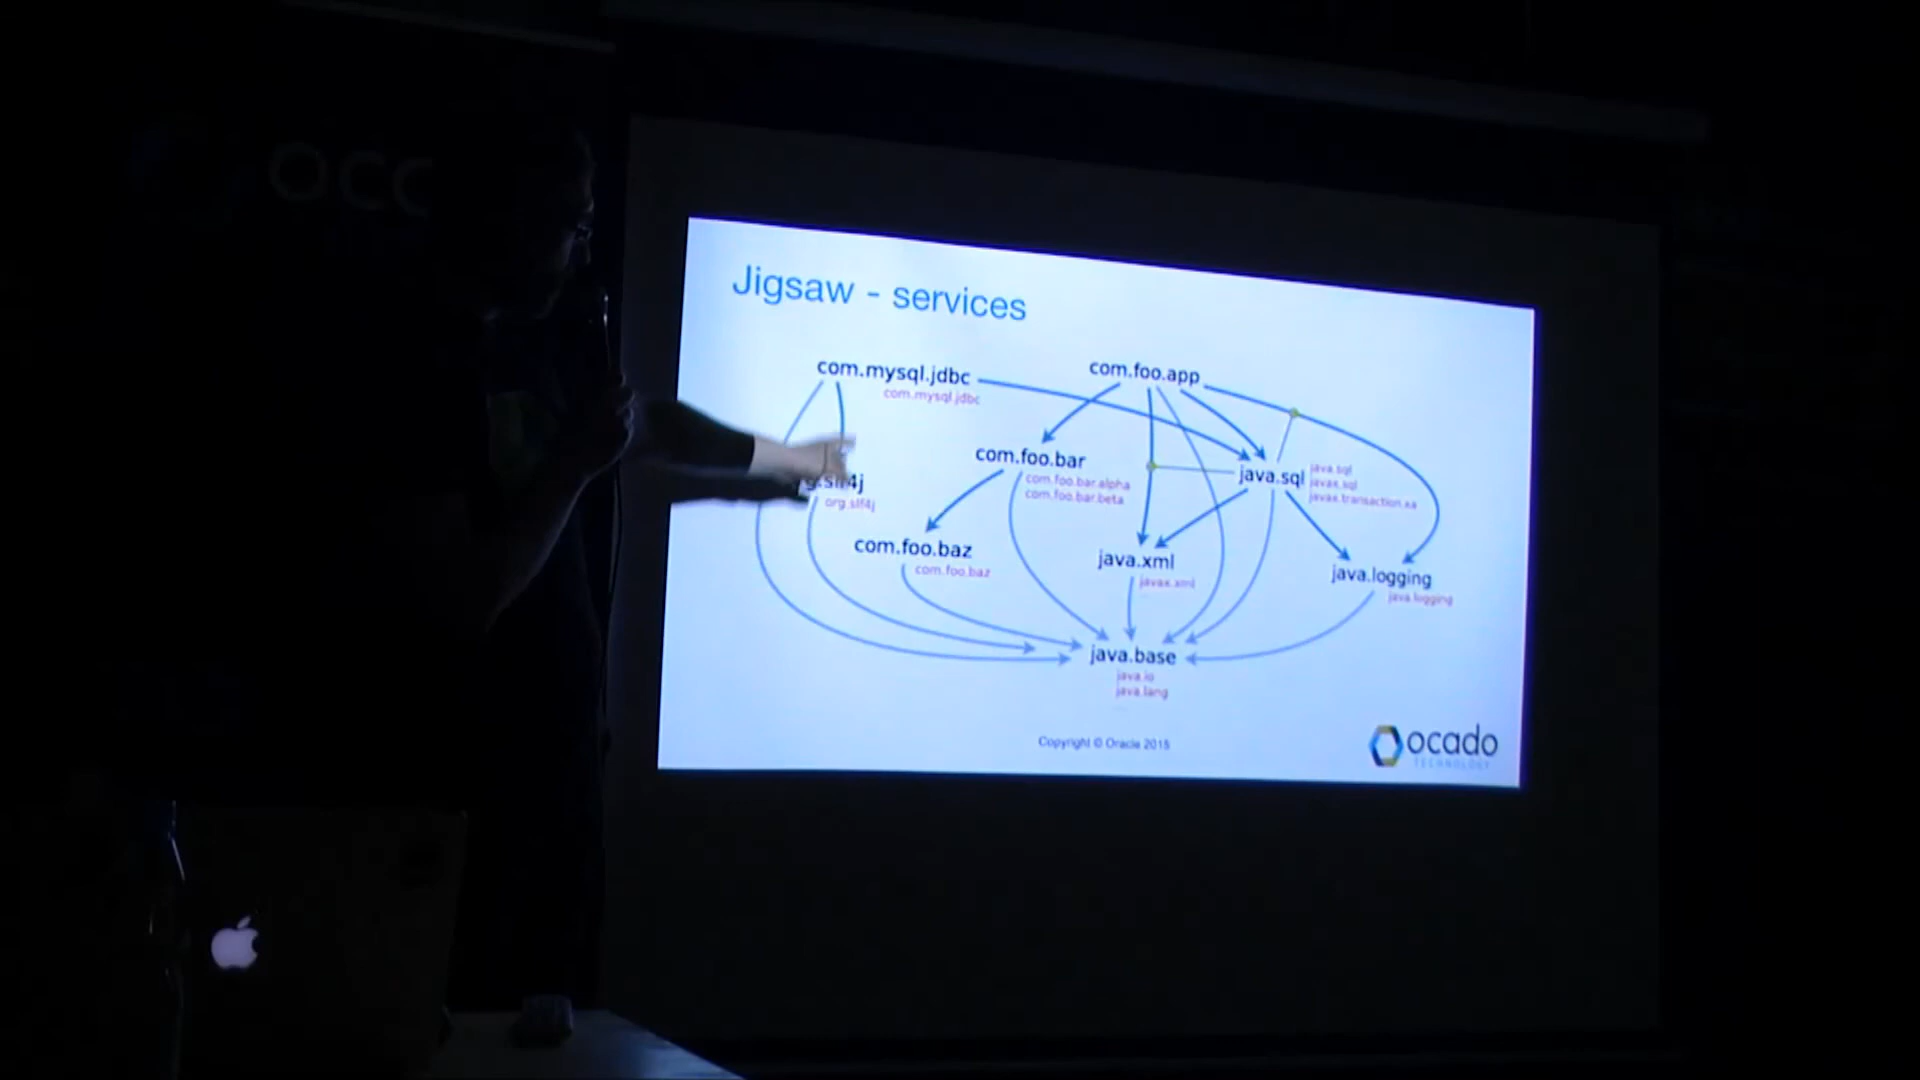 OCC
Jigsaw - services
com.mysql.jdbc
com.mysql.jdbc
com.foo.app
com.foo.bar
com.foo.bar.alpha
com.foo.bar.beta
java.sql
java.sql
javax.sql
javax.transaction.xa
g.slf4j
org.slf4j
com.foo.baz
com.foo.baz
java.xml
javax.xml
java.logging
java.logging
java.base
java.io
java.lang
Copyright © Oracle 2015
ocado
TECHNOLOGY